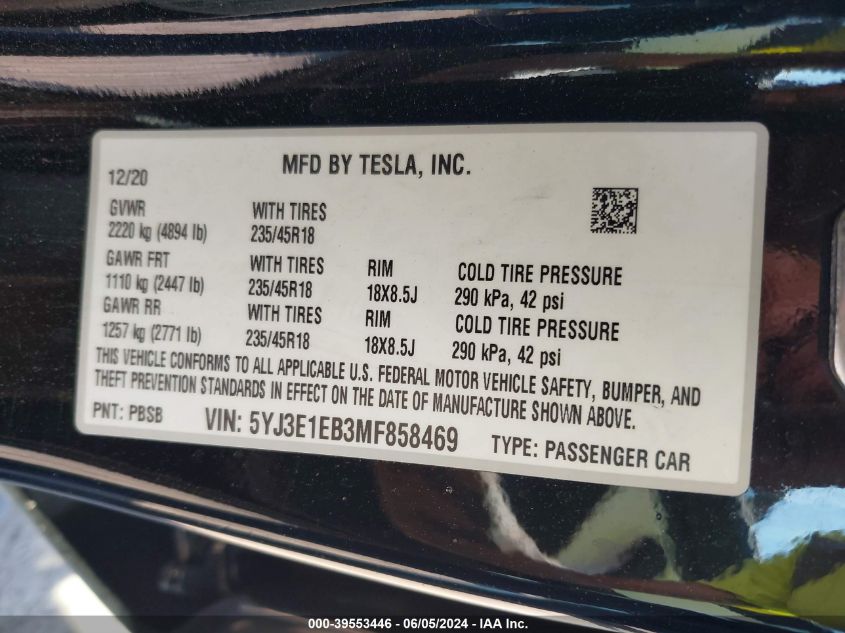 MFD BY TESLA, INC.
12/20
GVWR WITH TIRES
2220 kg (4894 lb) 235/45R18
GAWR FRT WITH TIRES RIM COLD TIRE PRESSURE
1110 kg (2447 lb) 235/45R18 18X8.5J 290 kPa, 42 psi
GAWR RR WITH TIRES RIM COLD TIRE PRESSURE
1257 kg (2771 lb) 235/45R18 18X8.5J 290 kPa, 42 psi
THIS VEHICLE CONFORMS TO ALL APPLICABLE U.S. FEDERAL MOTOR VEHICLE SAFETY, BUMPER, AND
THEFT PREVENTION STANDARDS IN EFFECT ON THE DATE OF MANUFACTURE SHOWN ABOVE.
PNT: PBSB VIN: 5YJ3E1EB3MF858469 TYPE: PASSENGER CAR
000-39553446 - 06/05/2024 - IAA Inc.